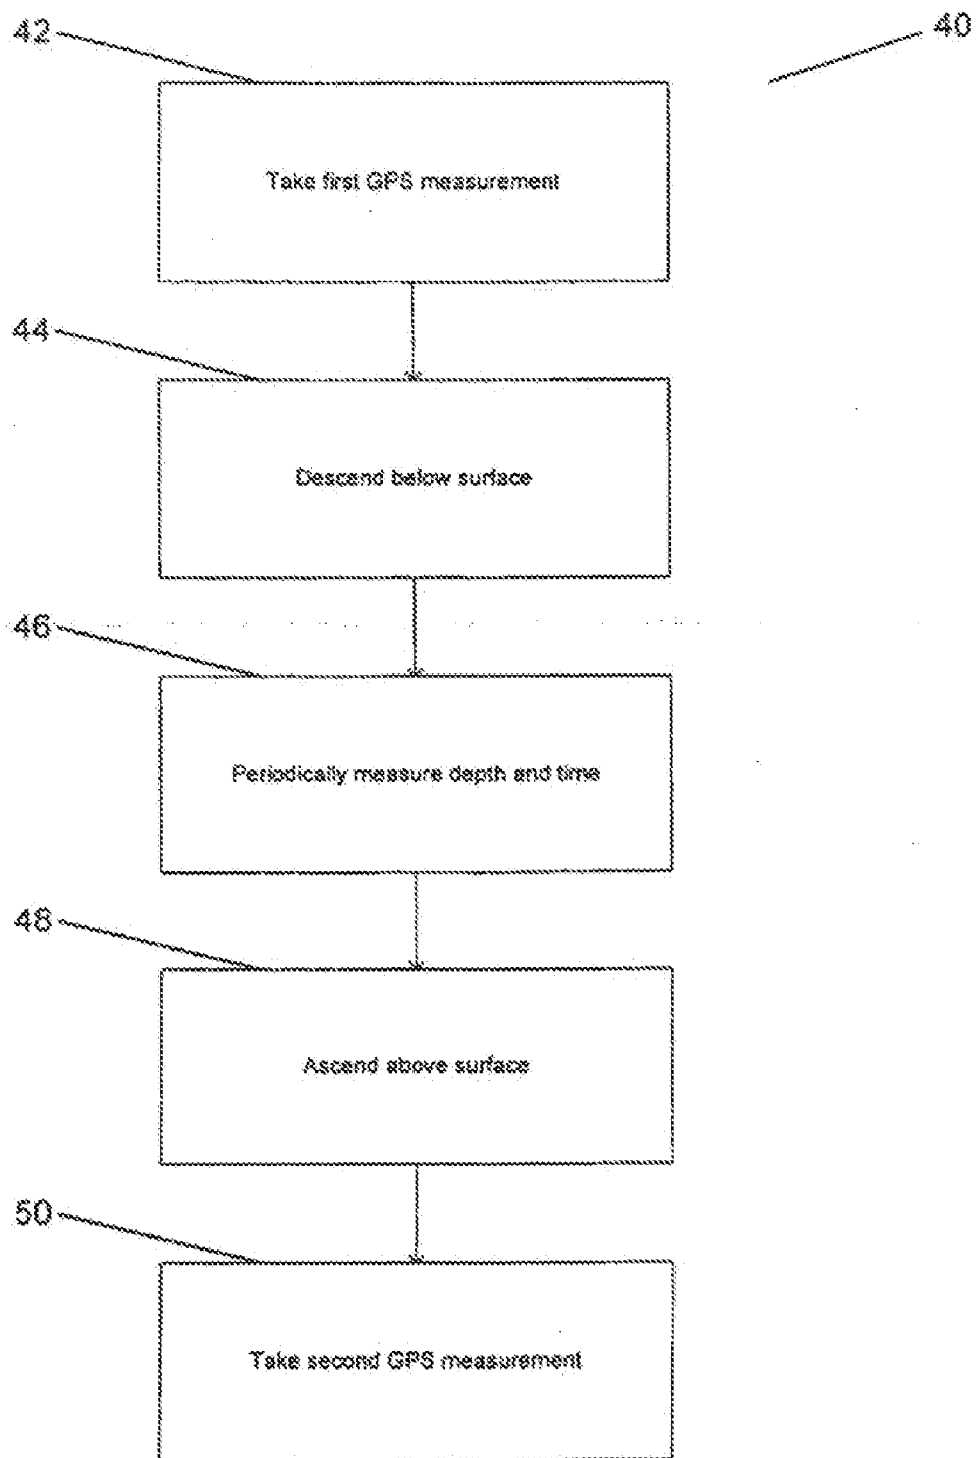 42
40
Take first GPS measurement
44
Descend below surface
46
Periodically measure depth and time
48
Ascend above surface
50
Take second GPS measurement